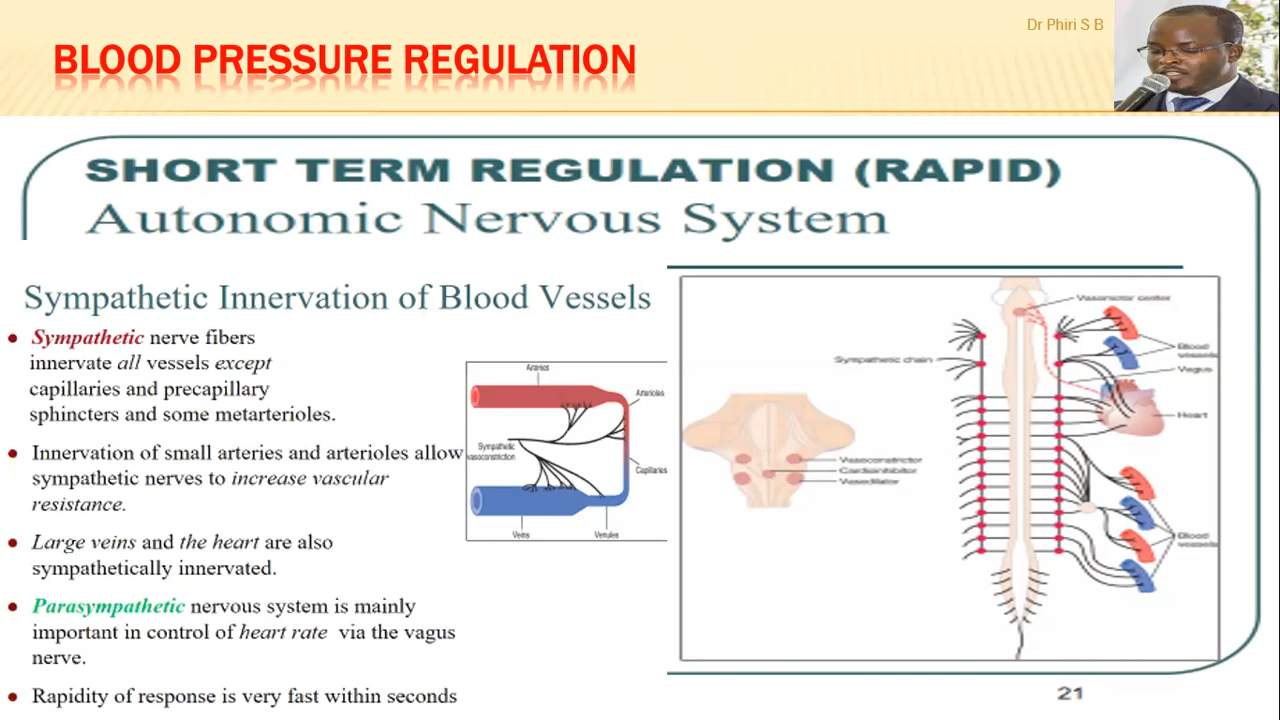 Dr Phiri S B
BLOOD PRESSURE REGULATION
SHORT TERM REGULATION (RAPID)
Autonomic Nervous System
Sympathetic Innervation of Blood Vessels
Sympathetic nerve fibers
innervate all vessels except
capillaries and precapillary
sphincters and some metarterioles.
Innervation of small arteries and arterioles allow
sympathetic nerves to increase vascular
resistance.
Large veins and the heart are also
sympathetically innervated.
Parasympathetic nervous system is mainly
important in control of heart rate via the vagus
nerve.
Rapidity of response is very fast within seconds
Arteries
Arterioles
Sympathetic
vasoconstriction
Capillaries
Veins
Venules
Vasomotor center
Sympathetic chain
Blood
vessels
Vagus
Heart
Vasoconstrictor
Cardioinhibitor
Vasodilator
Blood
vessels
21